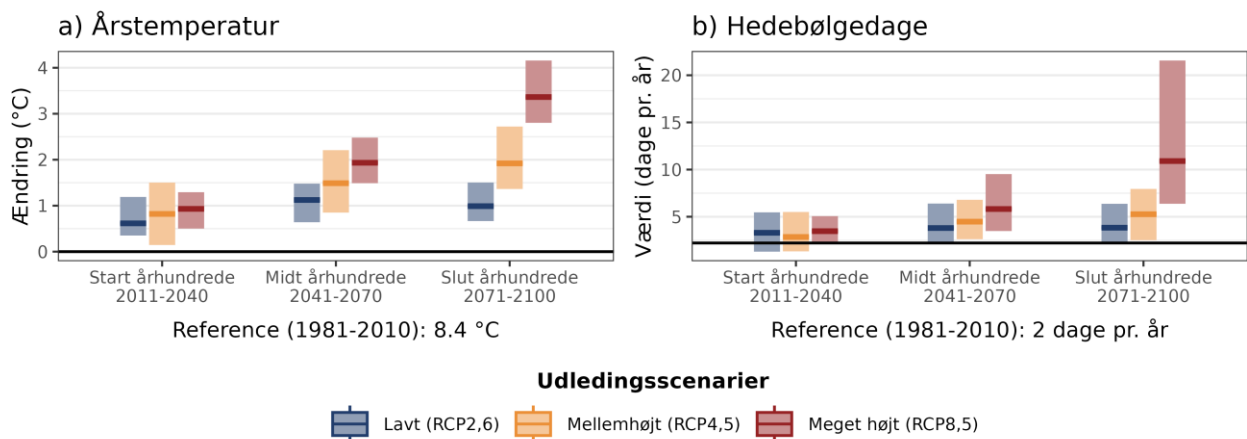 a) Årstemperatur
Ændring (°C)
4
3
2
1
0
Start århundrede
2011-2040
Midt århundrede
2041-2070
Slut århundrede
2071-2100
Reference (1981-2010): 8.4 °C
b) Hedebølgedage
Værdi (dage pr. år)
20
15
10
5
Start århundrede
2011-2040
Midt århundrede
2041-2070
Slut århundrede
2071-2100
Reference (1981-2010): 2 dage pr. år
Udledingsscenarier
Lavt (RCP2,6)
Mellemhøjt (RCP4,5)
Meget højt (RCP8,5)